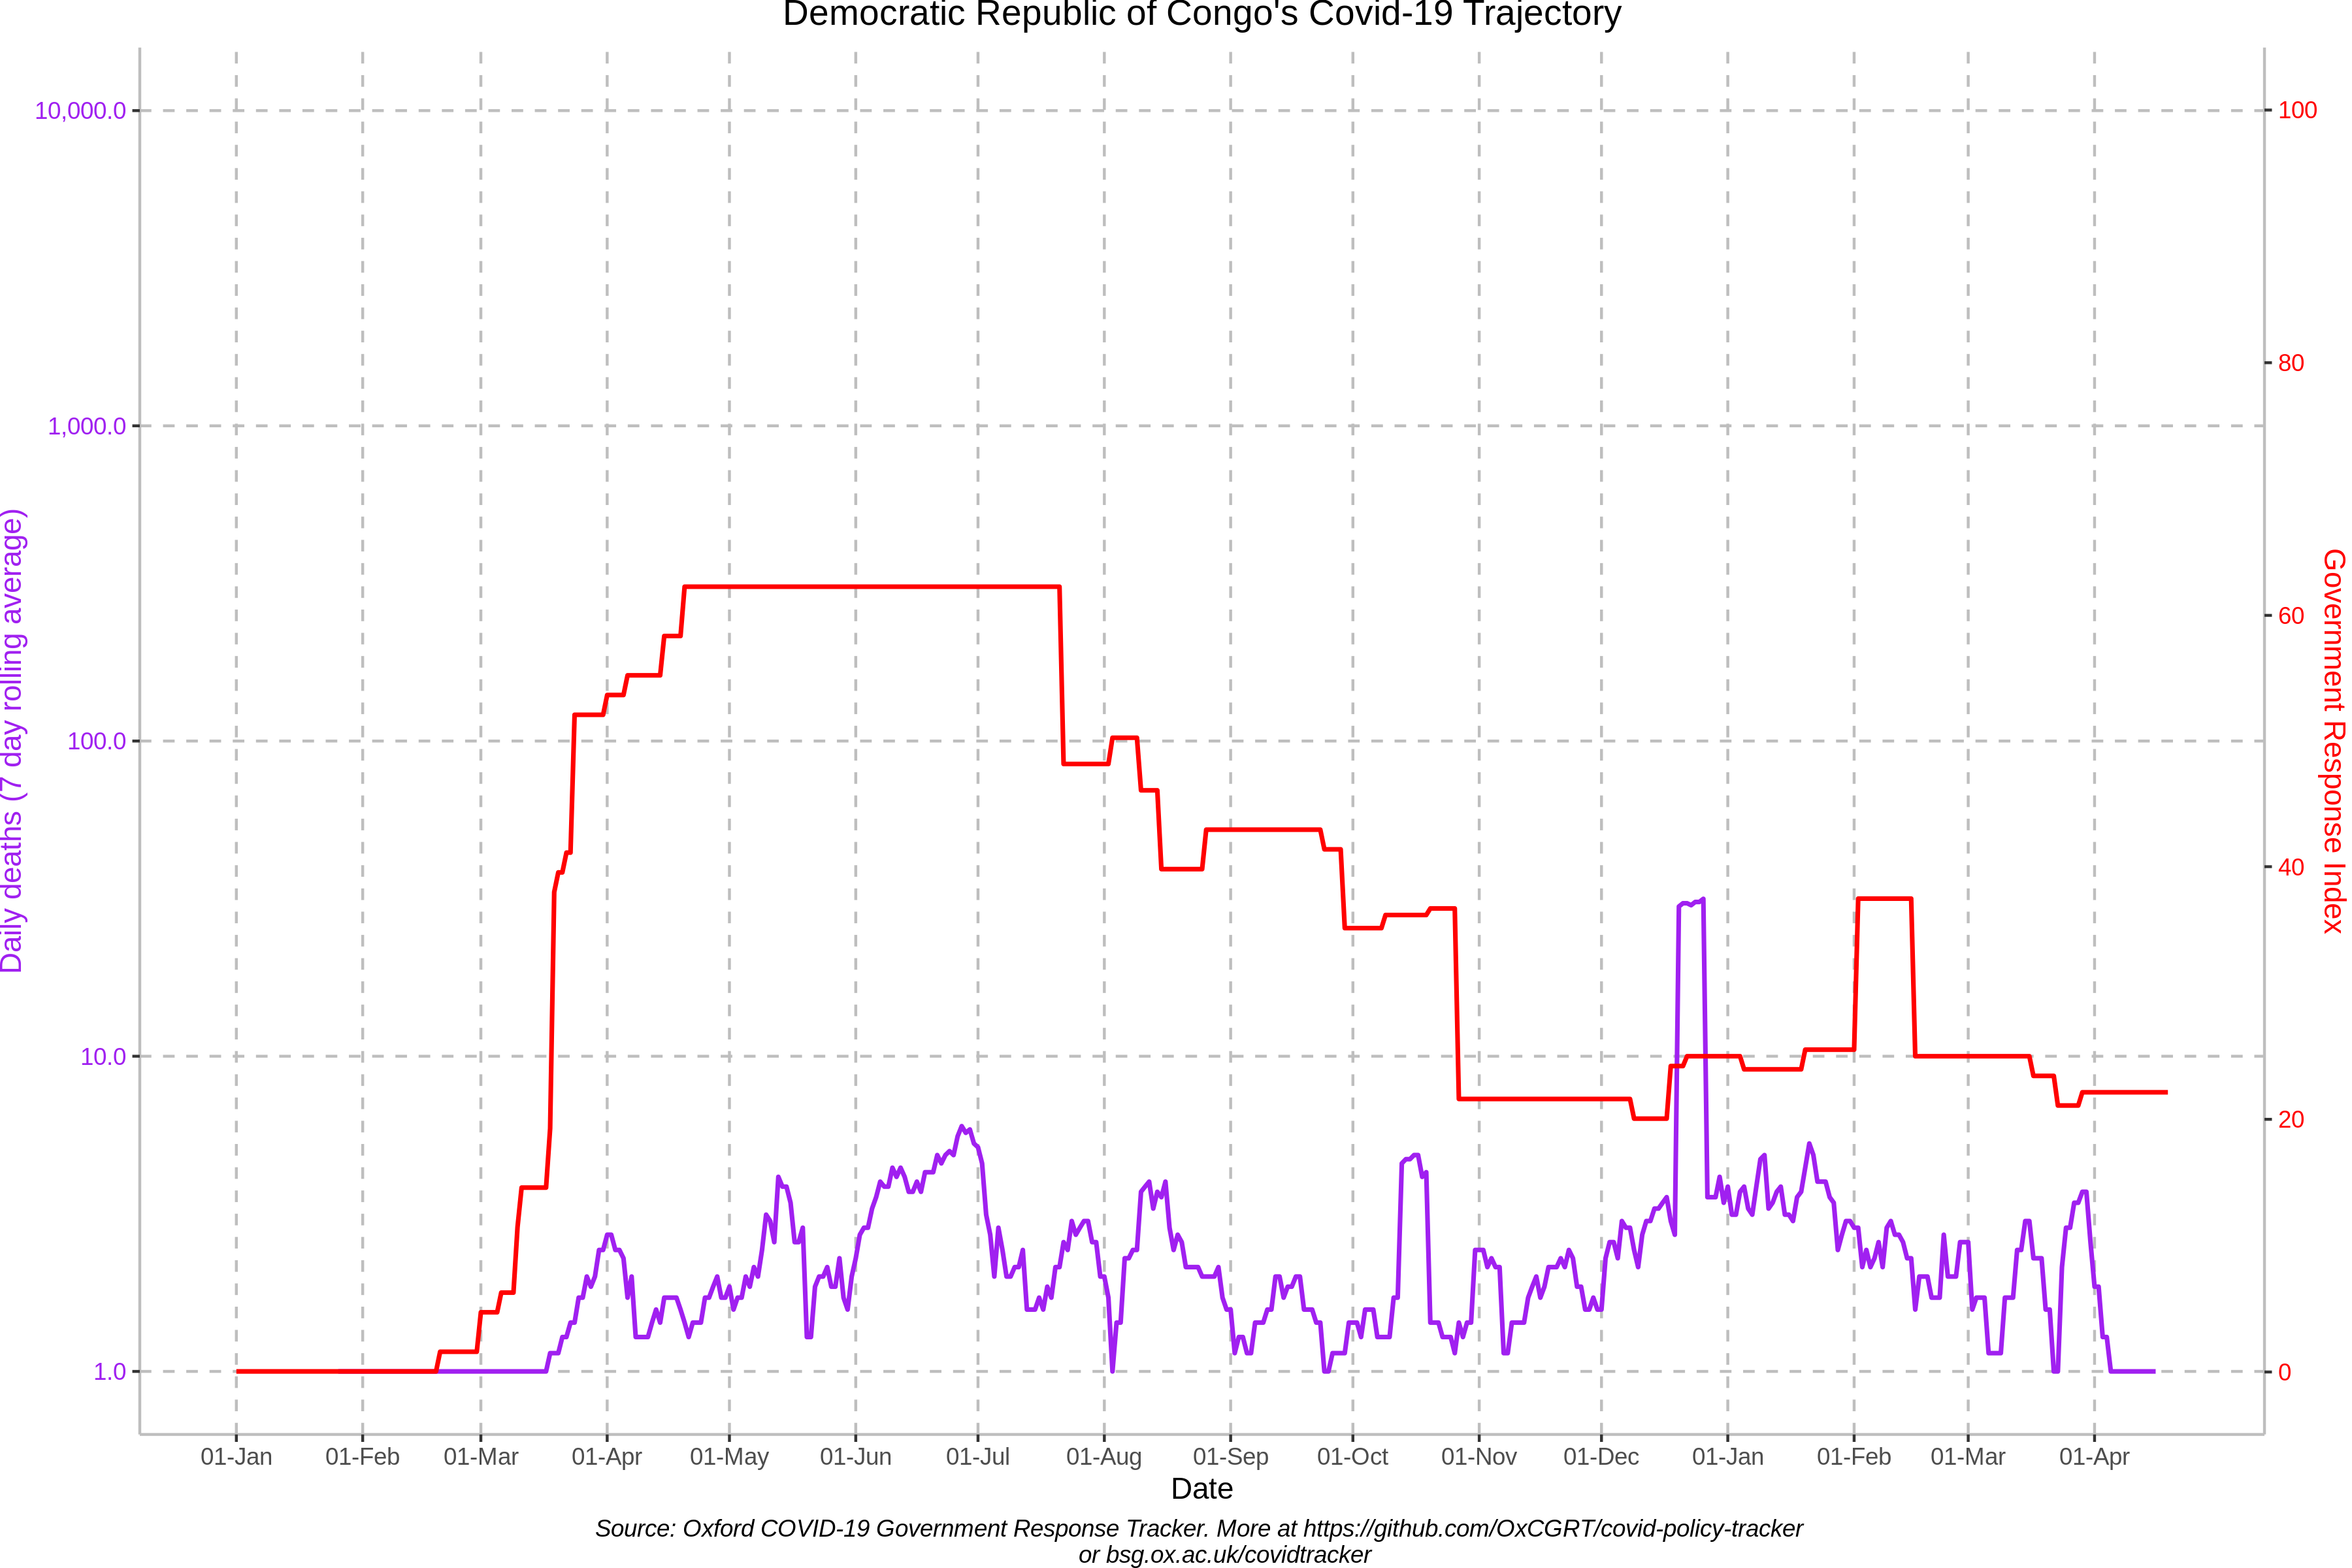 Democratic Republic of Congo's Covid-19 Trajectory
10,000.0
1,000.0
100.0
10.0
1.0
Daily deaths (7 day rolling average)
100
80
60
40
20
0
Government Response Index
01-Jan 01-Feb 01-Mar 01-Apr 01-May 01-Jun 01-Jul 01-Aug 01-Sep 01-Oct 01-Nov 01-Dec 01-Jan 01-Feb 01-Mar 01-Apr
Date
Source: Oxford COVID-19 Government Response Tracker. More at https://github.com/OxCGRT/covid-policy-tracker
or bsg.ox.ac.uk/covidtracker